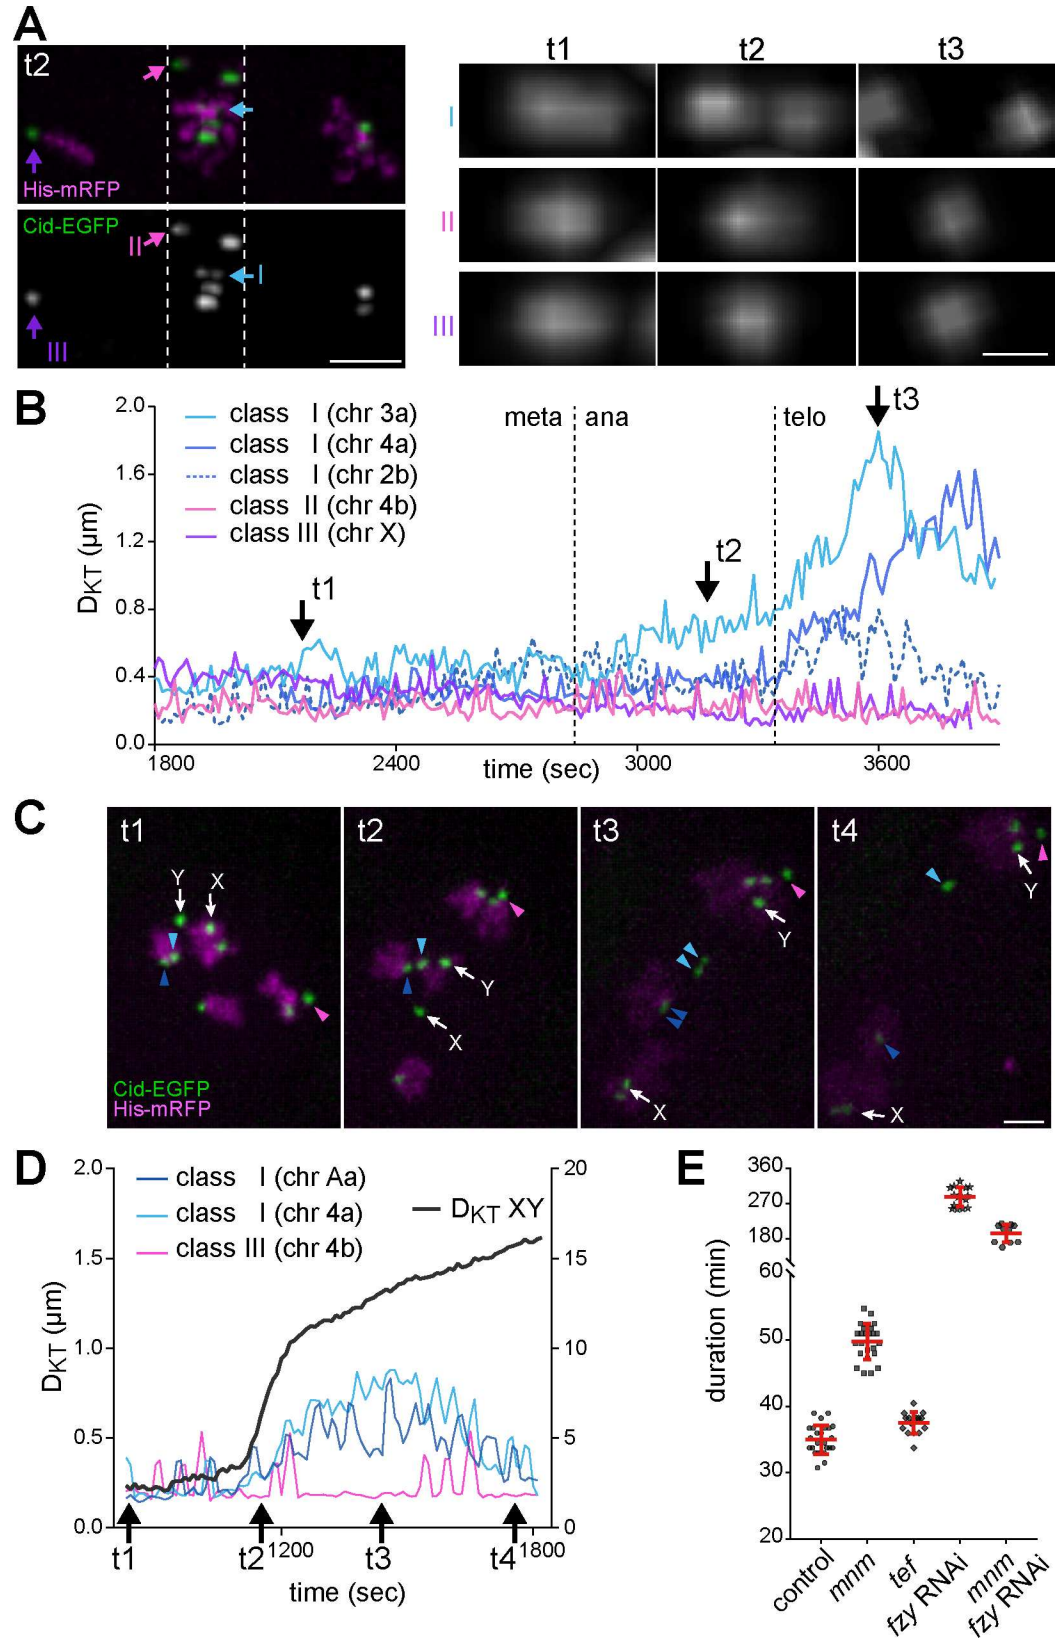 A
t2
His-mRFP
Cid-EGFP
II
I
III
t1 t2 t3
I
II
III
B
2.0
1.6
1.2
0.8
0.4
0.0
DKT (µm)
class I (chr 3a)
class I (chr 4a)
class I (chr 2b)
class II (chr 4b)
class III (chr X)
meta ana telo
t1
t2
t3
1800 2400 3000 3600
time (sec)
C
t1 t2 t3 t4
Y X
Y
X
Y
X
Y
X
Cid-EGFP
His-mRFP
D
2.0
1.5
1.0
0.5
0.0
DKT (µm)
class I (chr Aa)
class I (chr 4a)
class III (chr 4b)
DKT XY
20
15
10
5
0
t1 t2 1200 t3 t4 1800
time (sec)
E
360
270
180
60
50
40
30
20
duration (min)
control
mnm
tef
fzy RNAi
mnm
fzy RNAi